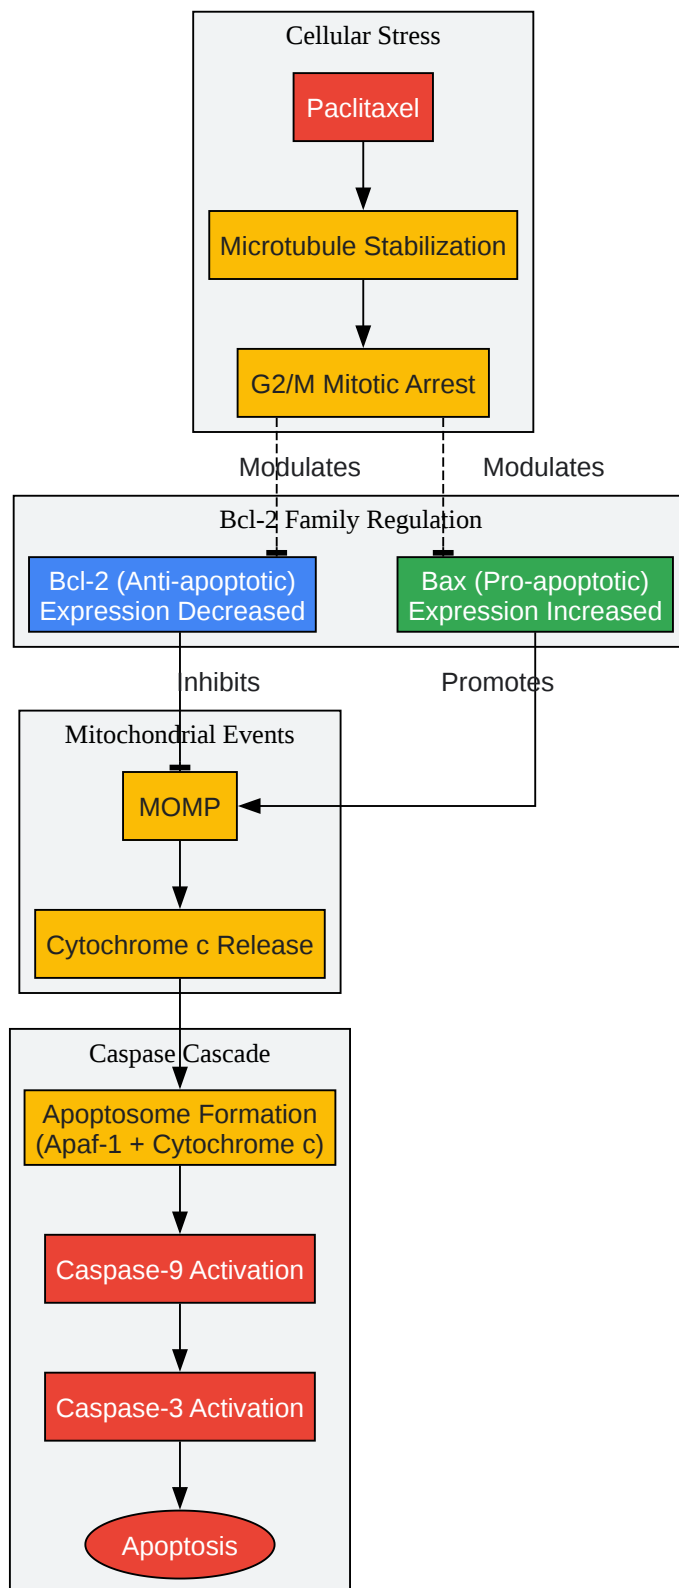 Cellular Stress
Paclitaxel
Microtubule Stabilization
G2/M Mitotic Arrest
Modulates
Modulates
Bcl-2 Family Regulation
Bcl-2 (Anti-apoptotic)
Expression Decreased
Bax (Pro-apoptotic)
Expression Increased
Inhibits
Promotes
Mitochondrial Events
MOMP
Cytochrome c Release
Caspase Cascade
Apoptosome Formation
(Apaf-1 + Cytochrome c)
Caspase-9 Activation
Caspase-3 Activation
Apoptosis